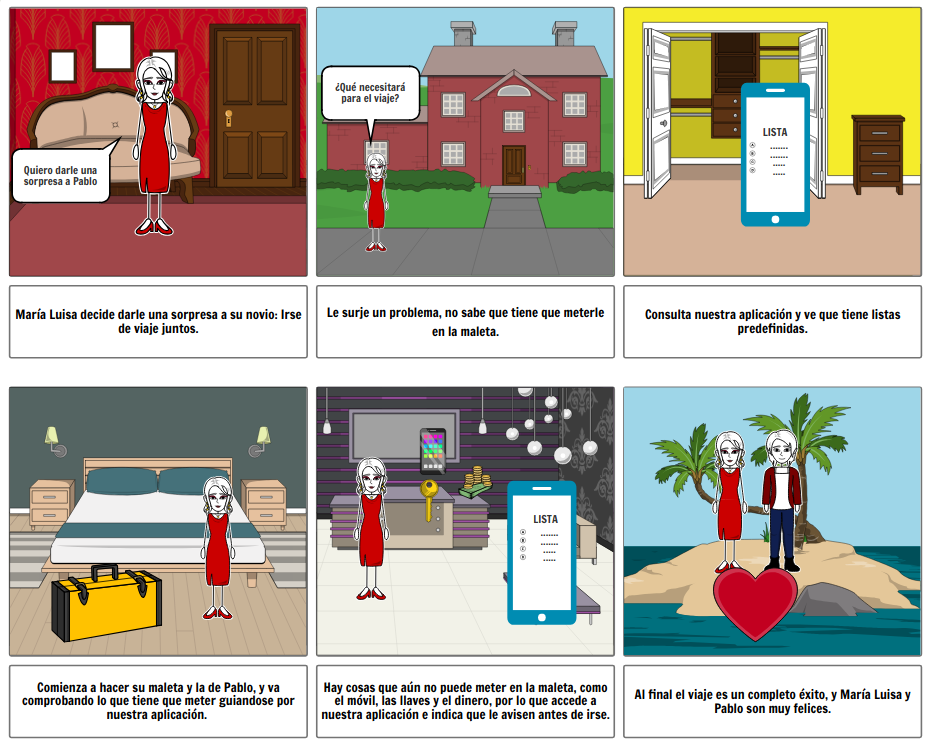 Quiero darle una
sorpresa a Pablo
¿Qué necesitará
para el viaje?
LISTA
María Luisa decide darle una sorpresa a su novio: Irse
de viaje juntos.
Le surje un problema, no sabe que tiene que meterle
en la maleta.
Consulta nuestra aplicación y ve que tiene listas
predefinidas.
LISTA
Comienza a hacer su maleta y la de Pablo, y va
comprobando lo que tiene que meter guiandose por
nuestra aplicación.
Hay cosas que aún no puede meter en la maleta, como
el móvil, las llaves y el dinero, por lo que accede a
nuestra aplicación e indica que le avisen antes de irse.
Al final el viaje es un completo éxito, y María Luisa y
Pablo son muy felices.